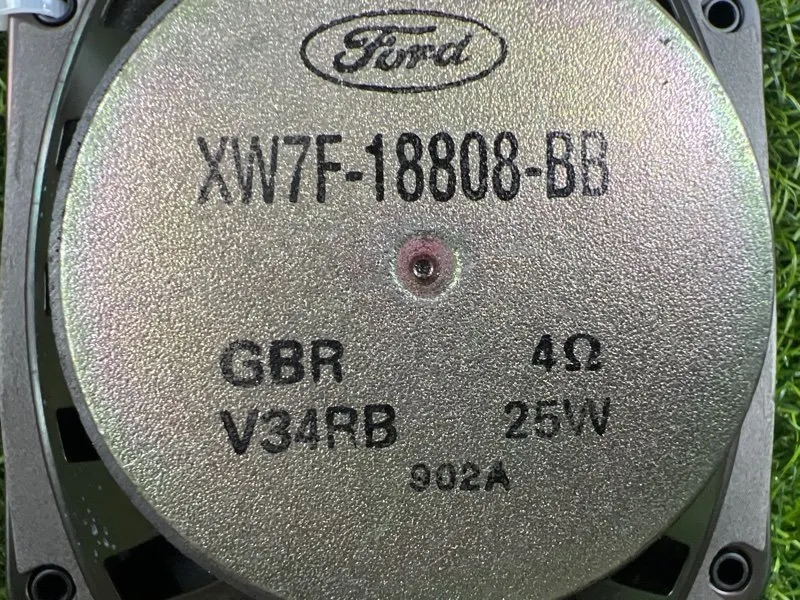 Ford
XW7F-18808-BB
GBR 4Ω
V34RB 25W
902A